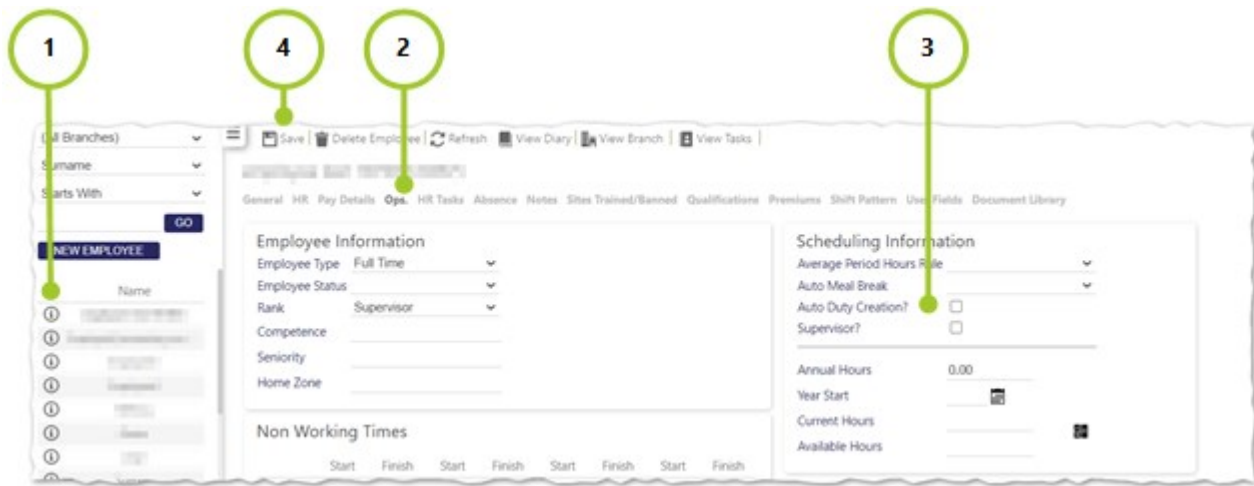 1
4
2
3
(All Branches)
Save | Delete Employee | Refresh View Diary | View Branch | View Tasks |
Surname
Starts With
General HR Pay Details Ops. HR Tasks Absence Notes Sites Trained/Banned Qualifications Premiums Shift Pattern User Fields Document Library
GO
NEW EMPLOYEE
Name
Employee Information
Employee Type Full Time
Employee Status
Rank Supervisor
Competence
Seniority
Home Zone
Scheduling Information
Average Period Hours Rule
Auto Meal Break
Auto Duty Creation?
Supervisor?
Annual Hours 0.00
Year Start
Current Hours
Available Hours
Non Working Times
Start Finish Start Finish Start Finish Start Finish